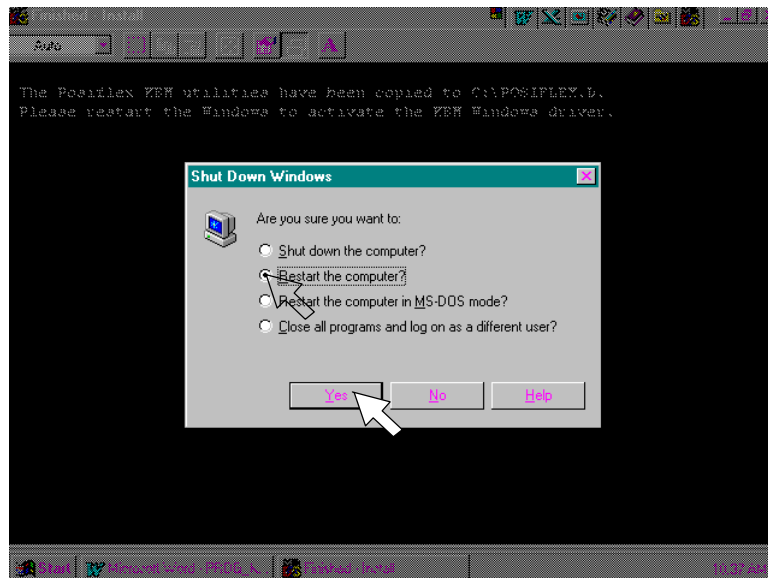 Finished - Install
Auto
A
The Posiflex KBM utilities have been copied to C:\POSIFLEX.D.
Please restart the Windows to activate the KBM Windows driver.
Shut Down Windows
Are you sure you want to:
Shut down the computer?
Restart the computer?
Restart the computer in MS-DOS mode?
Close all programs and log on as a different user?
Yes No Help
Start Microsoft Word - PROG_K... Finished - Install 10:37 AM